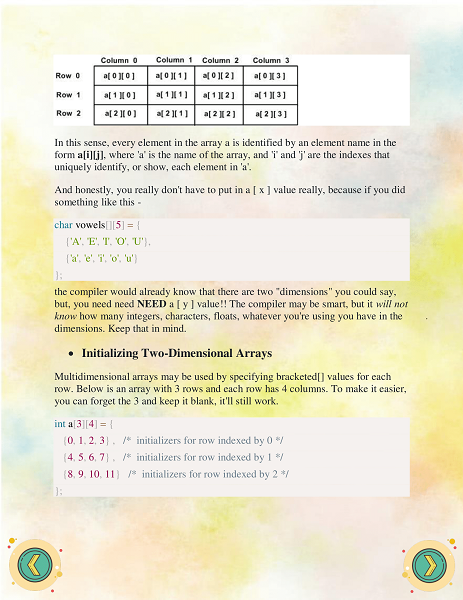 Column 0 Column 1 Column 2 Column 3
Row 0 a[ 0 ][ 0 ] a[ 0 ][ 1 ] a[ 0 ][ 2 ] a[ 0 ][ 3 ]
Row 1 a[ 1 ][ 0 ] a[ 1 ][ 1 ] a[ 1 ][ 2 ] a[ 1 ][ 3 ]
Row 2 a[ 2 ][ 0 ] a[ 2 ][ 1 ] a[ 2 ][ 2 ] a[ 2 ][ 3 ]
In this sense, every element in the array a is identified by an element name in the
form a[i][j], where 'a' is the name of the array, and 'i' and 'j' are the indexes that
uniquely identify, or show, each element in 'a'.
And honestly, you really don't have to put in a [ x ] value really, because if you did
something like this -
char vowels[][5] = {
{'A', 'E', 'I', 'O', 'U'},
{'a', 'e', 'i', 'o', 'u'}
};
the compiler would already know that there are two "dimensions" you could say,
but, you need need NEED a [ y ] value!! The compiler may be smart, but it will not
know how many integers, characters, floats, whatever you're using you have in the .
dimensions. Keep that in mind.
• Initializing Two-Dimensional Arrays
Multidimensional arrays may be used by specifying bracketed[] values for each
row. Below is an array with 3 rows and each row has 4 columns. To make it easier,
you can forget the 3 and keep it blank, it'll still work.
int a[3][4] = {
{0, 1, 2, 3} , /* initializers for row indexed by 0 */
{4, 5, 6, 7} , /* initializers for row indexed by 1 */
{8, 9, 10, 11} /* initializers for row indexed by 2 */
};